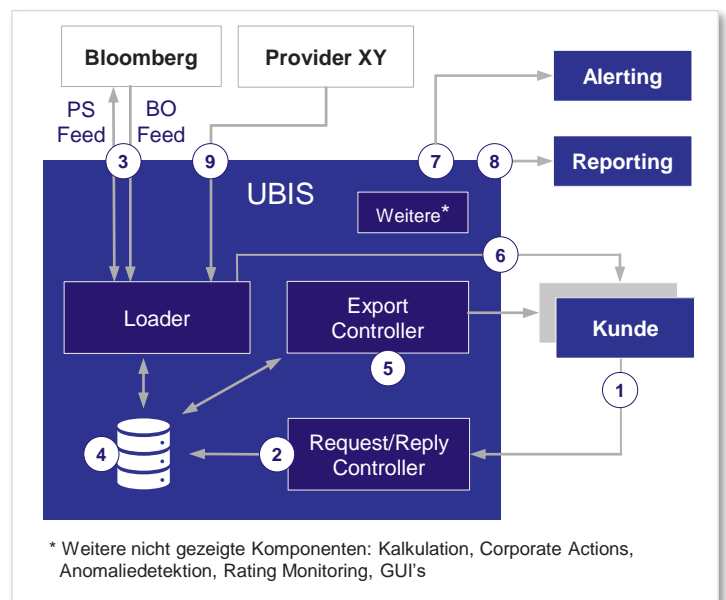 Bloomberg
Provider XY
Alerting
PS
Feed
BO
Feed
3
9
7
8
Reporting
UBIS
Weitere*
6
Loader
Export
Controller
5
Kunde
1
4
2
Request/Reply
Controller
* Weitere nicht gezeigte Komponenten: Kalkulation, Corporate Actions,
Anomaliedetektion, Rating Monitoring, GUI's